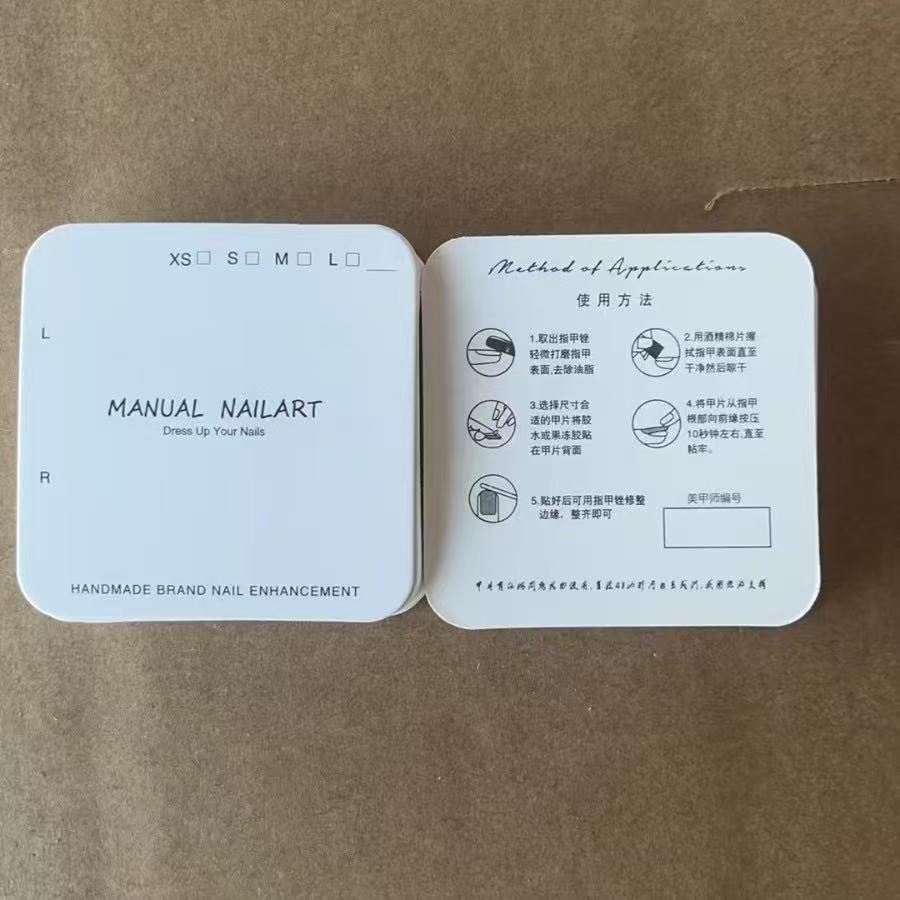 XS□ S□ M□ L□___
L
MANUAL NAILART
Dress Up Your Nails
R
HANDMADE BRAND NAIL ENHANCEMENT
Method of Applications
使用方法
1.取出指甲锉
轻微打磨指甲
表面,去除油脂
2.用酒精棉片擦
拭指甲表面直至
干净然后晾干
3.选择尺寸合
适的甲片将胶
水或果冻胶贴
在甲片背面
4.将甲片从指甲
根部向前缘按压
10秒钟左右,直至
粘牢。
5.贴好后可用指甲锉修整
边缘，整齐即可
美甲师编号